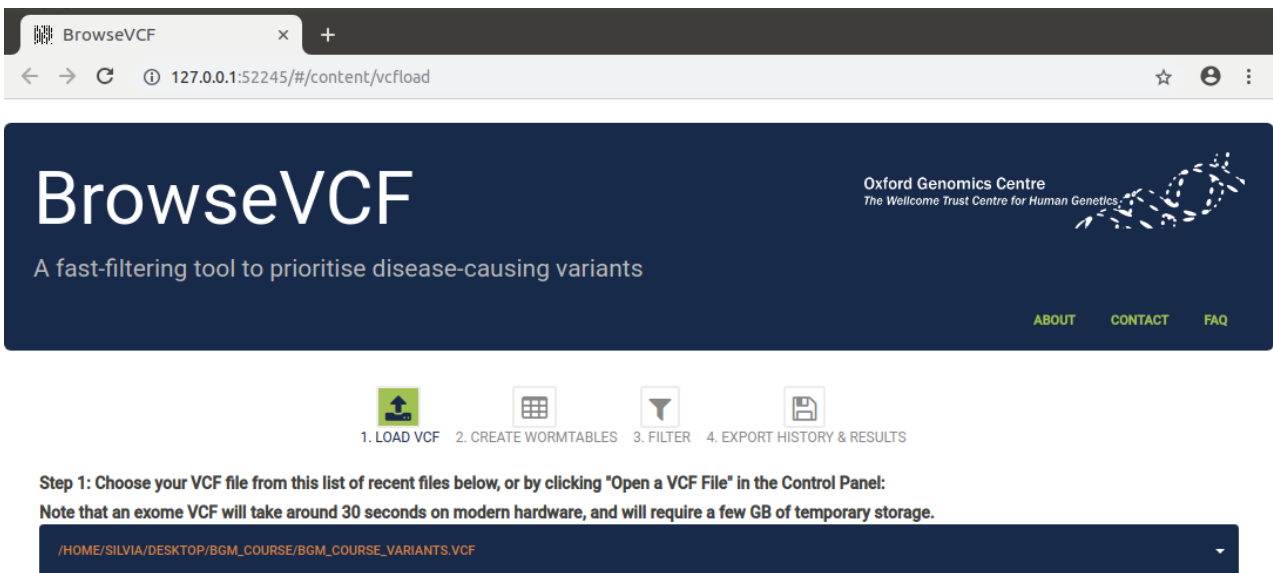 BrowseVCF
127.0.0.1:52245/#/content/vcfload
BrowseVCF
Oxford Genomics Centre
The Wellcome Trust Centre for Human Genetics
A fast-filtering tool to prioritise disease-causing variants
ABOUT CONTACT FAQ
1. LOAD VCF 2. CREATE WORMTABLES 3. FILTER 4. EXPORT HISTORY & RESULTS
Step 1: Choose your VCF file from this list of recent files below, or by clicking "Open a VCF File" in the Control Panel:
Note that an exome VCF will take around 30 seconds on modern hardware, and will require a few GB of temporary storage.
/HOME/SILVIA/DESKTOP/BGM_COURSE/BGM_COURSE_VARIANTS.VCF